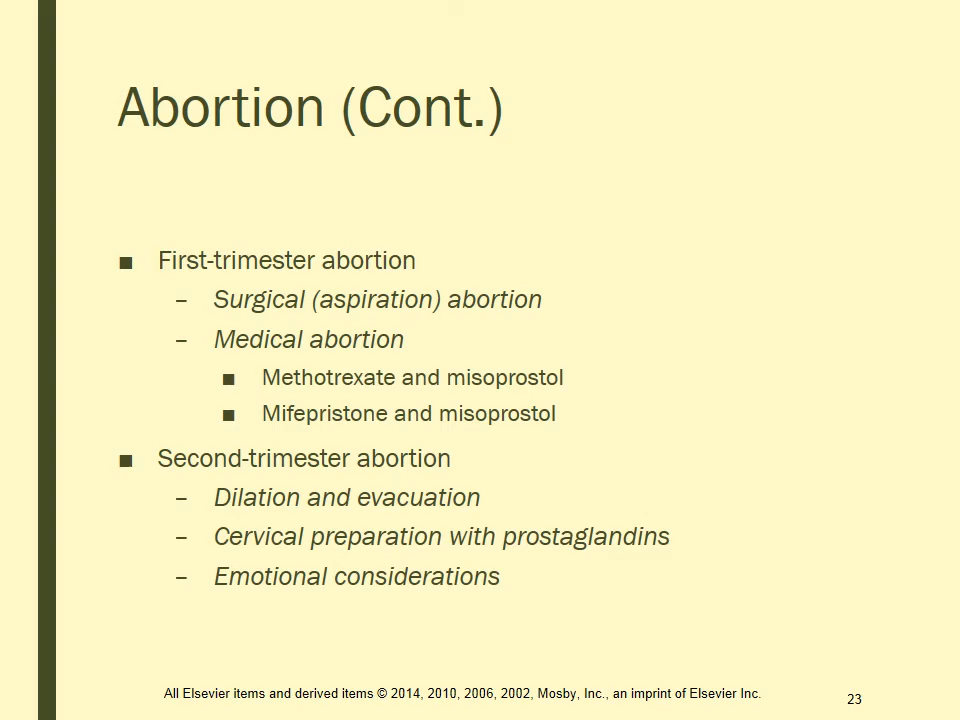 Abortion (Cont.)
■ First-trimester abortion
– Surgical (aspiration) abortion
– Medical abortion
■ Methotrexate and misoprostol
■ Mifepristone and misoprostol
■ Second-trimester abortion
– Dilation and evacuation
– Cervical preparation with prostaglandins
– Emotional considerations
All Elsevier items and derived items © 2014, 2010, 2006, 2002, Mosby, Inc., an imprint of Elsevier Inc.
23